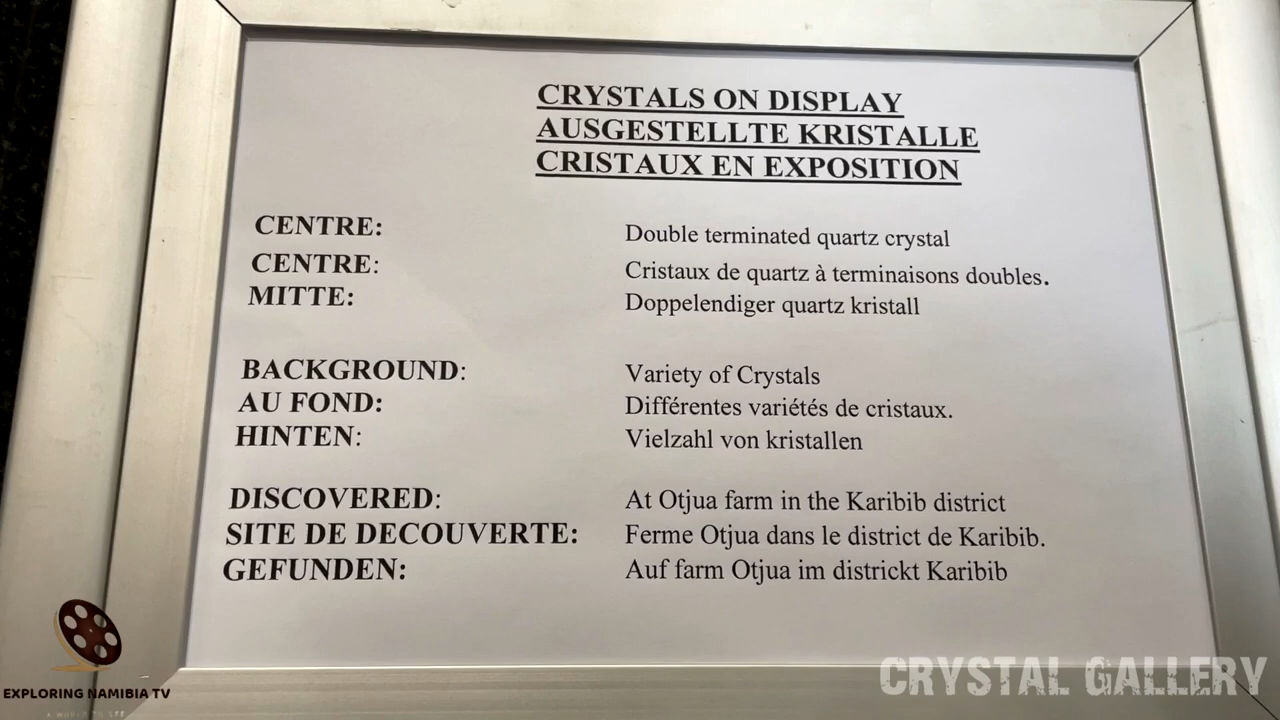 CRYSTALS ON DISPLAY
AUSGESTELLTE KRISTALLE
CRISTAUX EN EXPOSITION
CENTRE: Double terminated quartz crystal
CENTRE: Cristaux de quartz à terminaisons doubles.
MITTE: Doppelendiger quartz kristall
BACKGROUND: Variety of Crystals
AU FOND: Différentes variétés de cristaux.
HINTEN: Vielzahl von kristallen
DISCOVERED: At Otjua farm in the Karibib district
SITE DE DECOUVERTE: Ferme Otjua dans le district de Karibib.
GEFUNDEN: Auf farm Otjua im districkt Karibib
EXPLORING NAMIBIA TV
A WORLD TO SEE
CRYSTAL GALLERY